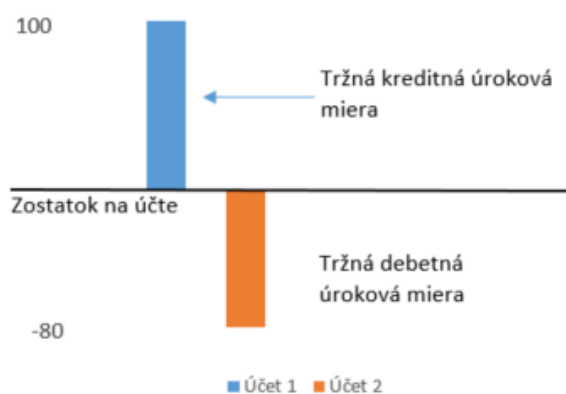 100
Tržná kreditná úroková
miera
Zostatok na účte
Tržná debetná
úroková miera
-80
Účet 1 Účet 2